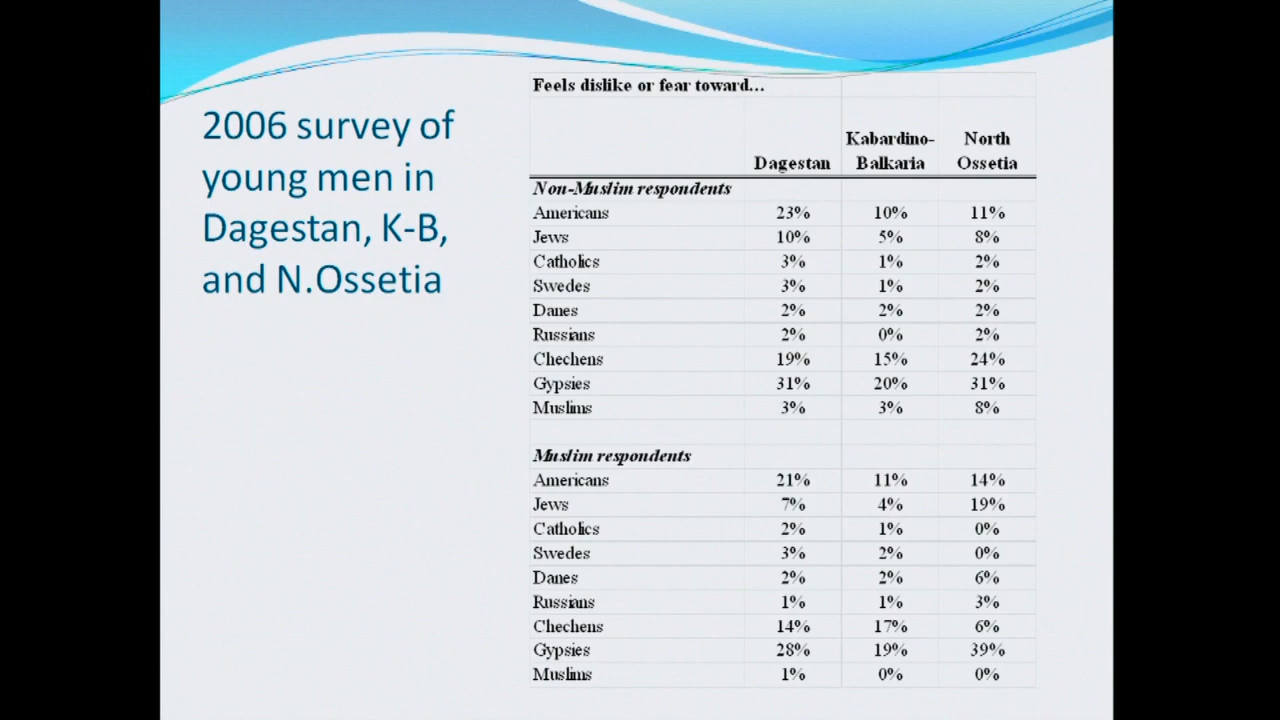 2006 survey of
young men in
Dagestan, K-B,
and N.Ossetia
Feels dislike or fear toward...
Dagestan Kabardino-Balkaria North Ossetia
Non-Muslim respondents
Americans 23% 10% 11%
Jews 10% 5% 8%
Catholics 3% 1% 2%
Swedes 3% 1% 2%
Danes 2% 2% 2%
Russians 2% 0% 2%
Chechens 19% 15% 24%
Gypsies 31% 20% 31%
Muslims 3% 3% 8%
Muslim respondents
Americans 21% 11% 14%
Jews 7% 4% 19%
Catholics 2% 1% 0%
Swedes 3% 2% 0%
Danes 2% 2% 6%
Russians 1% 1% 3%
Chechens 14% 17% 6%
Gypsies 28% 19% 39%
Muslims 1% 0% 0%